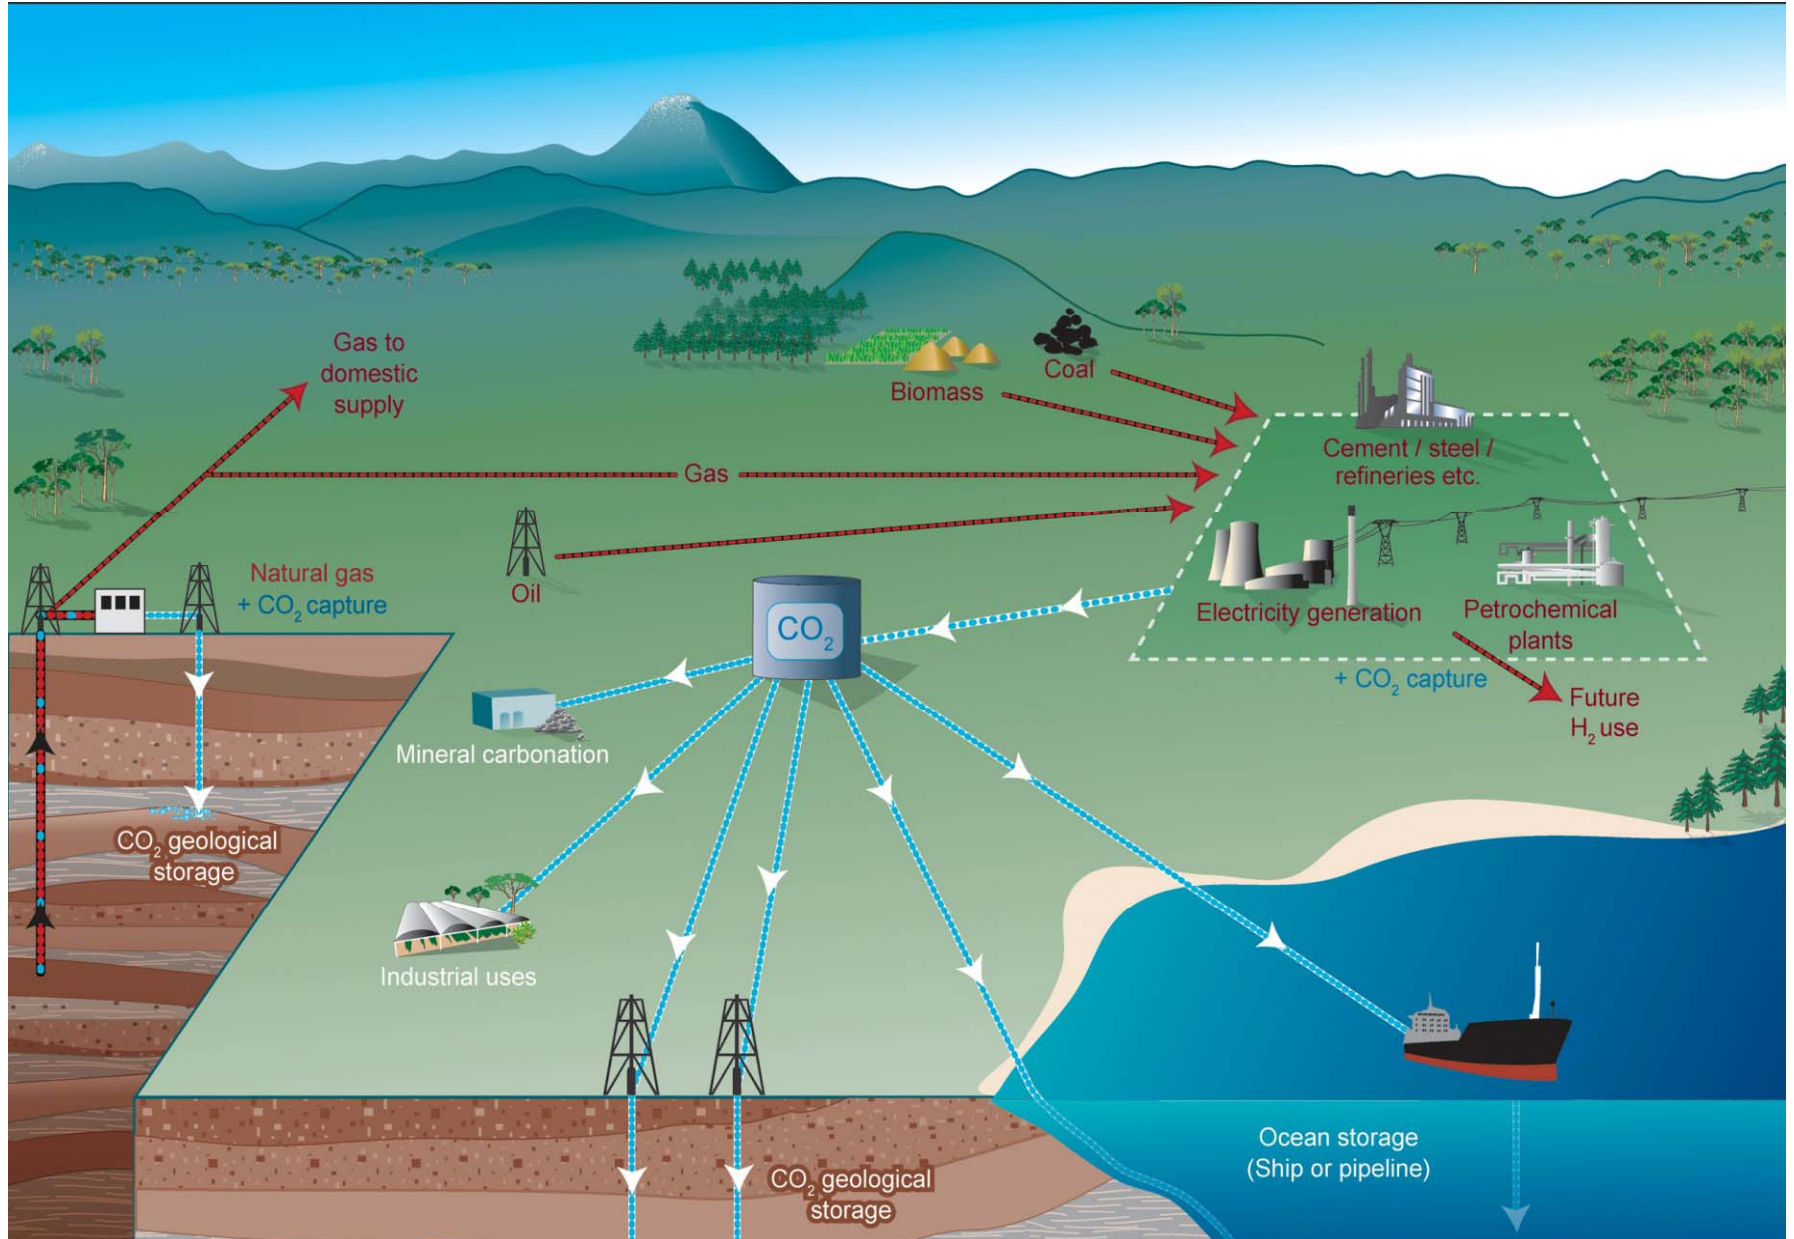 Gas to
domestic
supply
Biomass
Coal
Cement / steel /
refineries etc.
Gas
Oil
Natural gas
+ CO₂ capture
CO₂
Electricity generation
Petrochemical
plants
+ CO₂ capture
Future
H₂ use
Mineral carbonation
CO₂ geological
storage
Industrial uses
Ocean storage
(Ship or pipeline)
CO₂ geological
storage